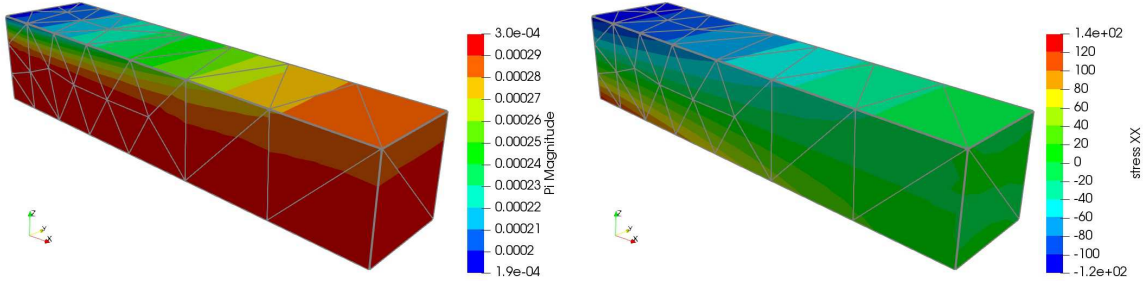 3.0e-04
0.00029
0.00028
0.00027
0.00026
0.00025
0.00024
0.00023
0.00022
0.00021
0.0002
1.9e-04
Pi Magnitude
Z
Y
X
1.4e+02
120
100
80
60
40
20
0
-20
-40
-60
-80
-100
-1.2e+02
stress XX
Z
Y
X